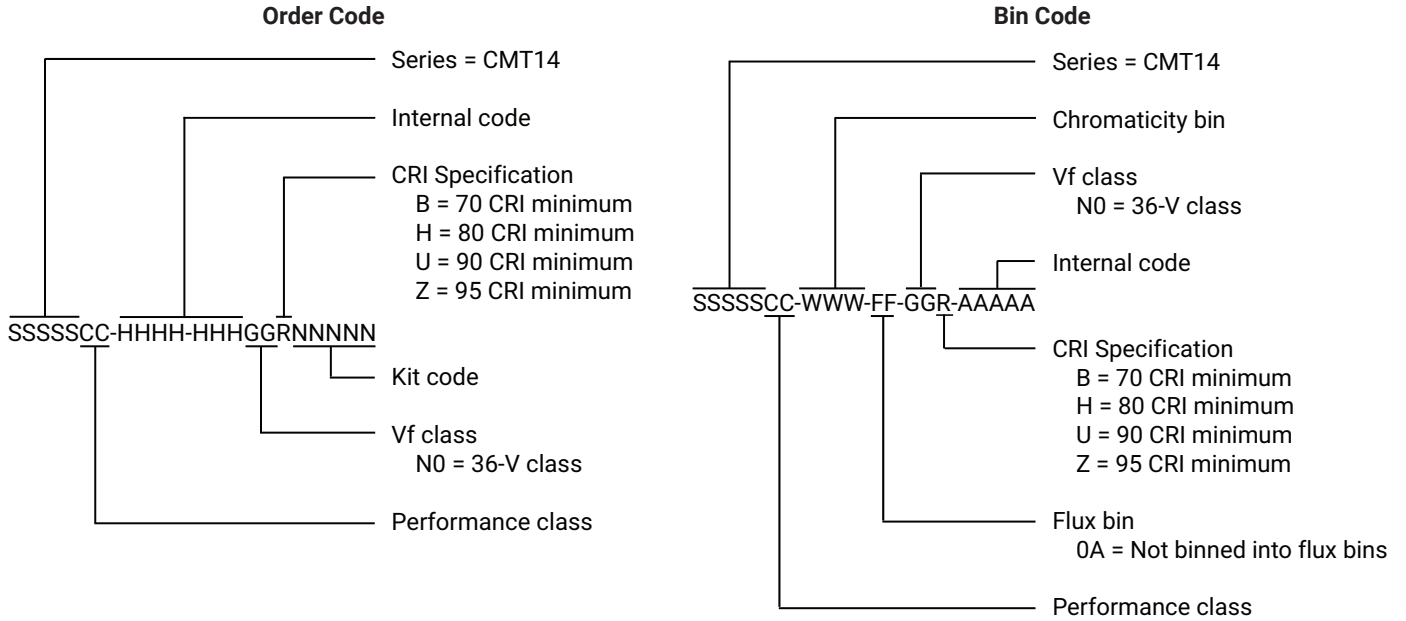 Order Code
Series = CMT14
Internal code
CRI Specification
B = 70 CRI minimum
H = 80 CRI minimum
U = 90 CRI minimum
Z = 95 CRI minimum
SSSSSCC-HHHH-HHHGGRNNNNN
Kit code
Vf class
N0 = 36-V class
Performance class
Bin Code
Series = CMT14
Chromaticity bin
Vf class
N0 = 36-V class
Internal code
SSSSSCC-WWW-FF-GGR-AAAAA
CRI Specification
B = 70 CRI minimum
H = 80 CRI minimum
U = 90 CRI minimum
Z = 95 CRI minimum
Flux bin
0A = Not binned into flux bins
Performance class